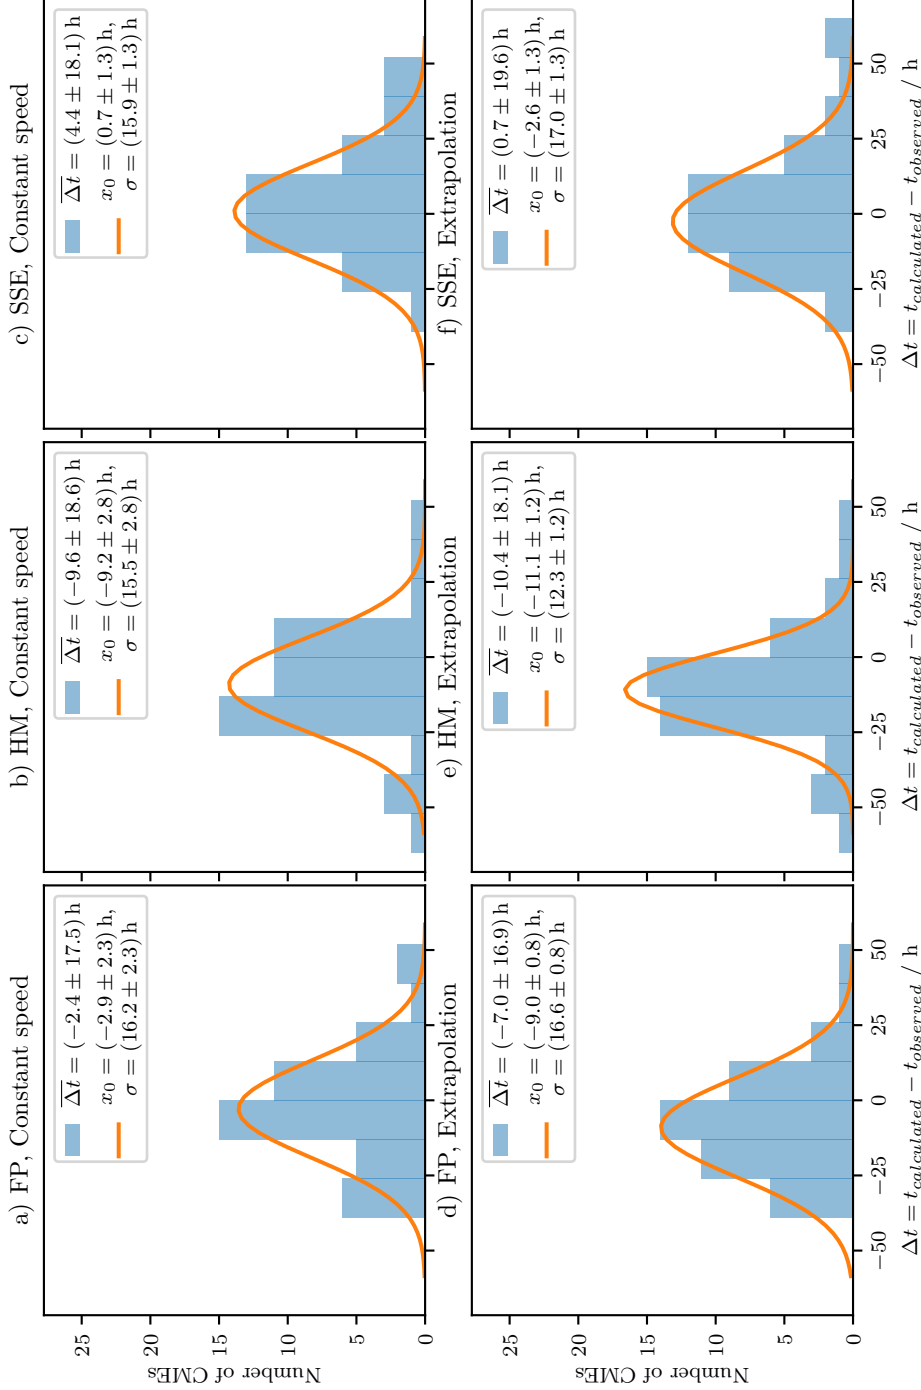 a) FP, Constant speed
b) HM, Constant speed
c) SSE, Constant speed
Number of CMEs
25
20
15
10
5
0
Δt = (−2.4 ± 17.5) h
x0 = (−2.9 ± 2.3) h,
σ = (16.2 ± 2.3) h
Δt = (−9.6 ± 18.6) h
x0 = (−9.2 ± 2.8) h,
σ = (15.5 ± 2.8) h
Δt = (4.4 ± 18.1) h
x0 = (0.7 ± 1.3) h,
σ = (15.9 ± 1.3) h
d) FP, Extrapolation
e) HM, Extrapolation
f) SSE, Extrapolation
Number of CMEs
25
20
15
10
5
0
Δt = (−7.0 ± 16.9) h
x0 = (−9.0 ± 0.8) h,
σ = (16.6 ± 0.8) h
Δt = (−10.4 ± 18.1) h
x0 = (−11.1 ± 1.2) h,
σ = (12.3 ± 1.2) h
Δt = (0.7 ± 19.6) h
x0 = (−2.6 ± 1.3) h,
σ = (17.0 ± 1.3) h
−50 −25 0 25 50
−50 −25 0 25 50
−50 −25 0 25 50
Δt = tcalculated − tobserved / h
Δt = tcalculated − tobserved / h
Δt = tcalculated − tobserved / h